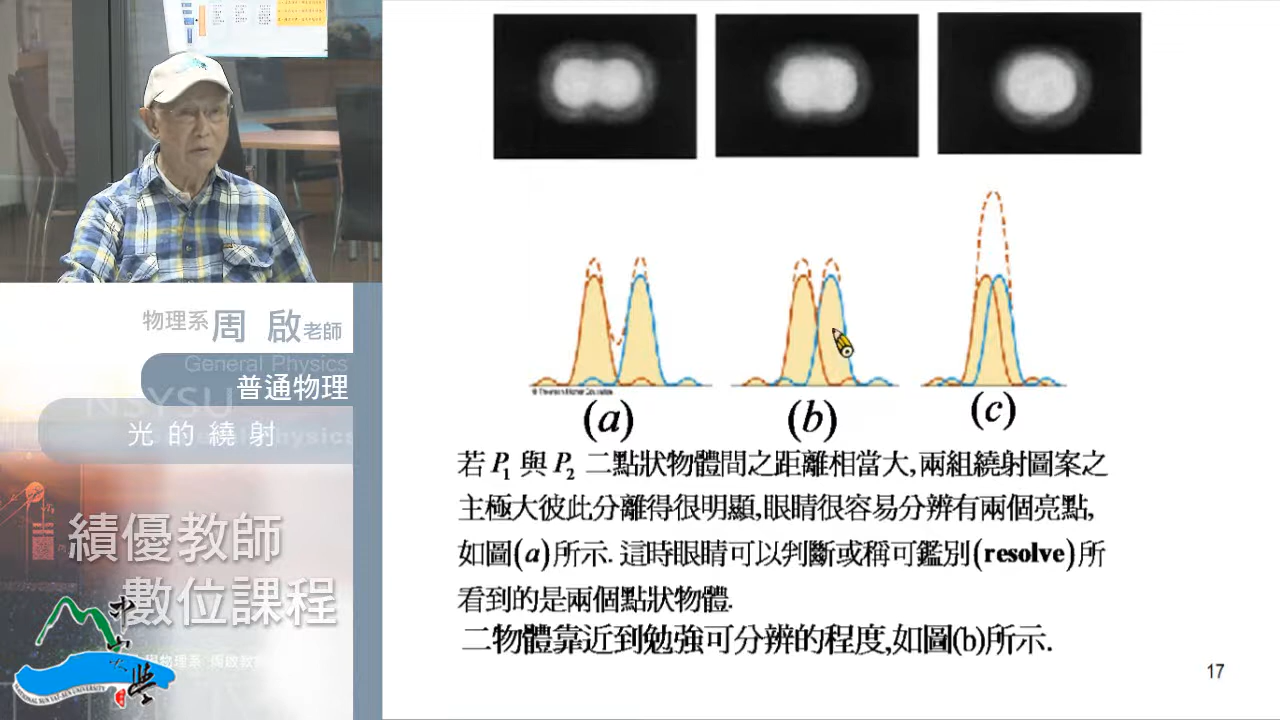 物理系周 啟老師
General Physics
普通物理
NSYSU
光的繞射
績優教師
數位課程
(a)
(b)
(c)
若 P1 與 P2 二點狀物體間之距離相當大,兩組繞射圖案之
主極大彼此分離得很明顯,眼睛很容易分辨有兩個亮點,
如圖(a)所示. 這時眼睛可以判斷或稱可鑑別(resolve)所
看到的是兩個點狀物體.
二物體靠近到勉強可分辨的程度,如圖(b)所示.
17